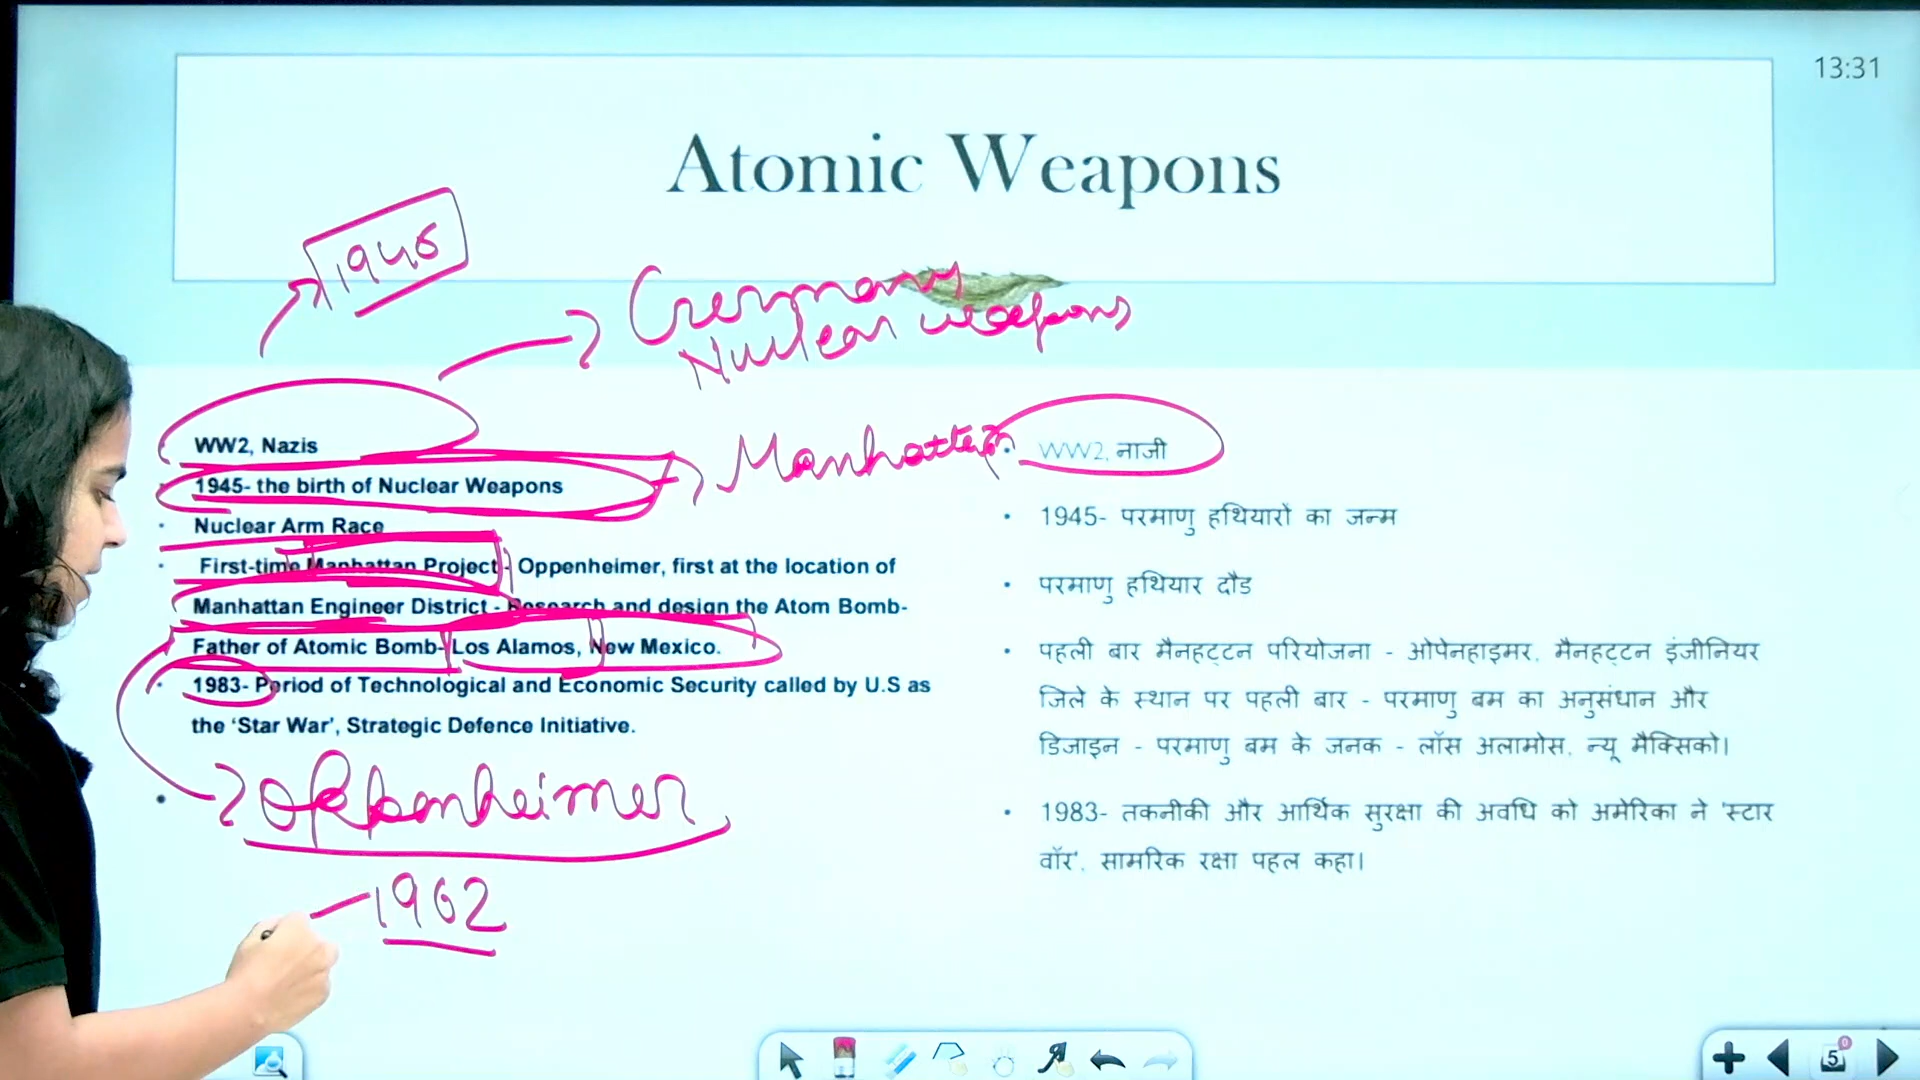 13:31
Atomic Weapons
1945
Germany
Nuclear weapons
WW2, Nazis
1945- the birth of Nuclear Weapons
Nuclear Arm Race
First-time Manhattan Project - Oppenheimer, first at the location of
Manhattan Engineer District - Research and design the Atom Bomb-
Father of Atomic Bomb- Los Alamos, New Mexico.
1983- Period of Technological and Economic Security called by U.S as
the ‘Star War’, Strategic Defence Initiative.
Manhattan
Oppenheimer
1962
WW2, नाजी
1945- परमाणु हथियारों का जन्म
परमाणु हथियार दौड
पहली बार मैनहट्टन परियोजना - ओपेनहाइमर, मैनहट्टन इंजीनियर
जिले के स्थान पर पहली बार - परमाणु बम का अनुसंधान और
डिजाइन - परमाणु बम के जनक - लॉस अलामोस, न्यू मैक्सिको।
1983- तकनीकी और आर्थिक सुरक्षा की अवधि को अमेरिका ने 'स्टार
वॉर', सामरिक रक्षा पहल कहा।
5
0